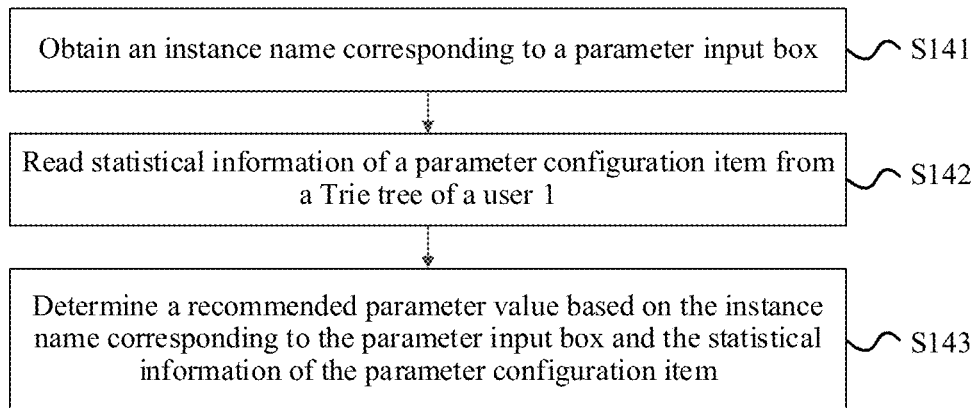 Obtain an instance name corresponding to a parameter input box
S141
Read statistical information of a parameter configuration item from
a Trie tree of a user 1
S142
Determine a recommended parameter value based on the instance
name corresponding to the parameter input box and the statistical
information of the parameter configuration item
S143